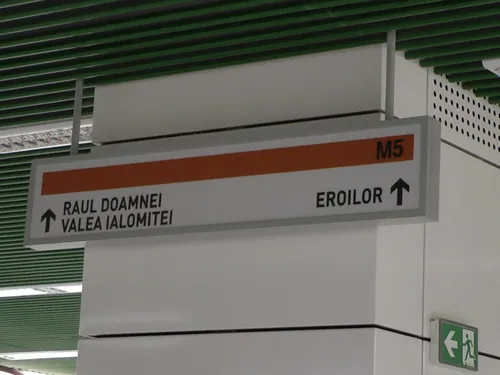 M5
RAUL DOAMNEI
VALEA IALOMITEI
EROILOR